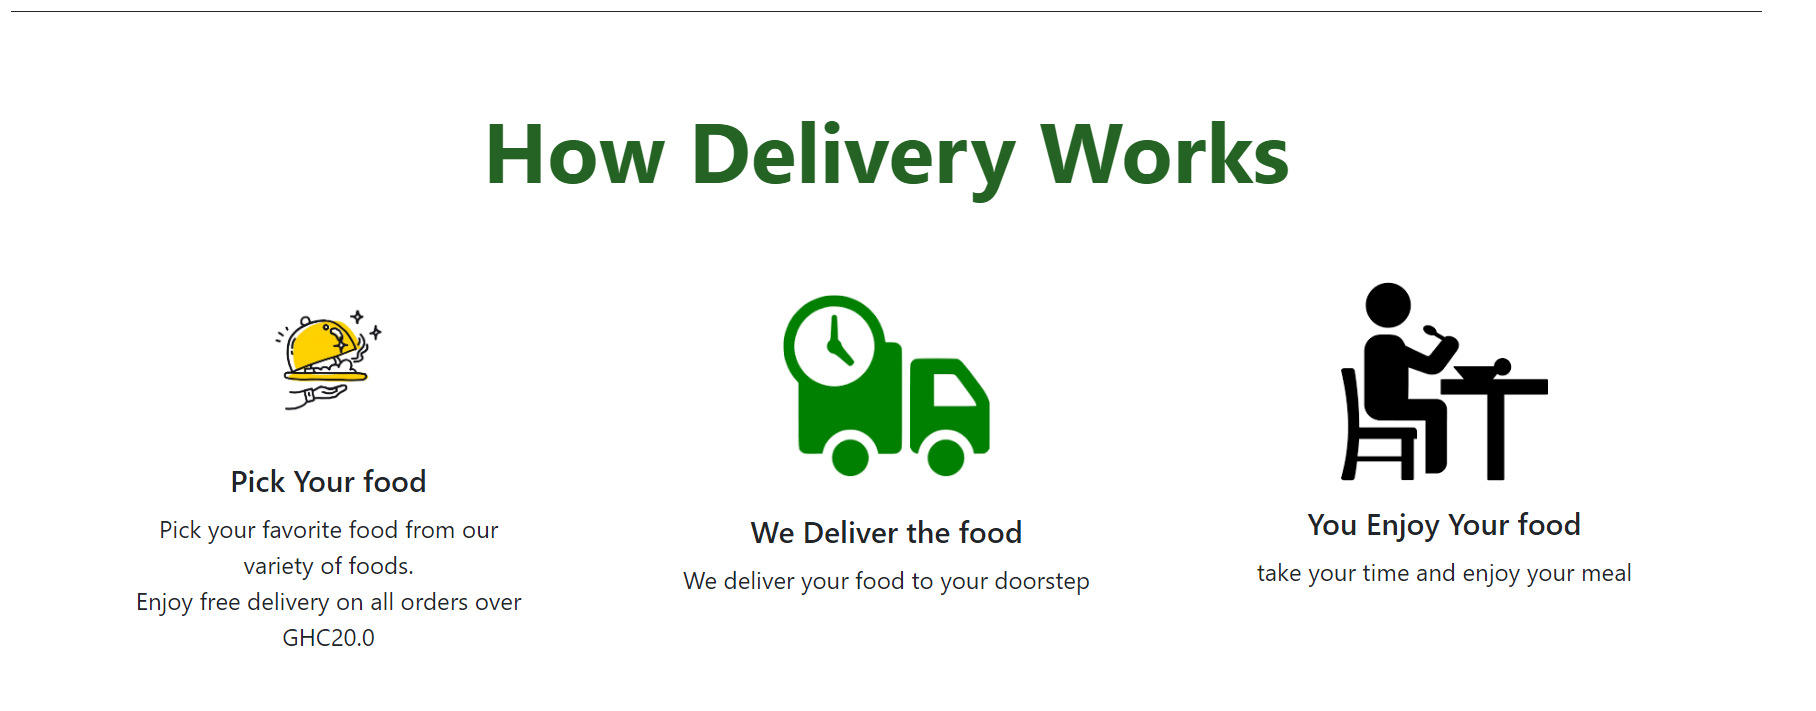 How Delivery Works
Pick Your food
Pick your favorite food from our
variety of foods.
Enjoy free delivery on all orders over
GHC20.0
We Deliver the food
We deliver your food to your doorstep
You Enjoy Your food
take your time and enjoy your meal